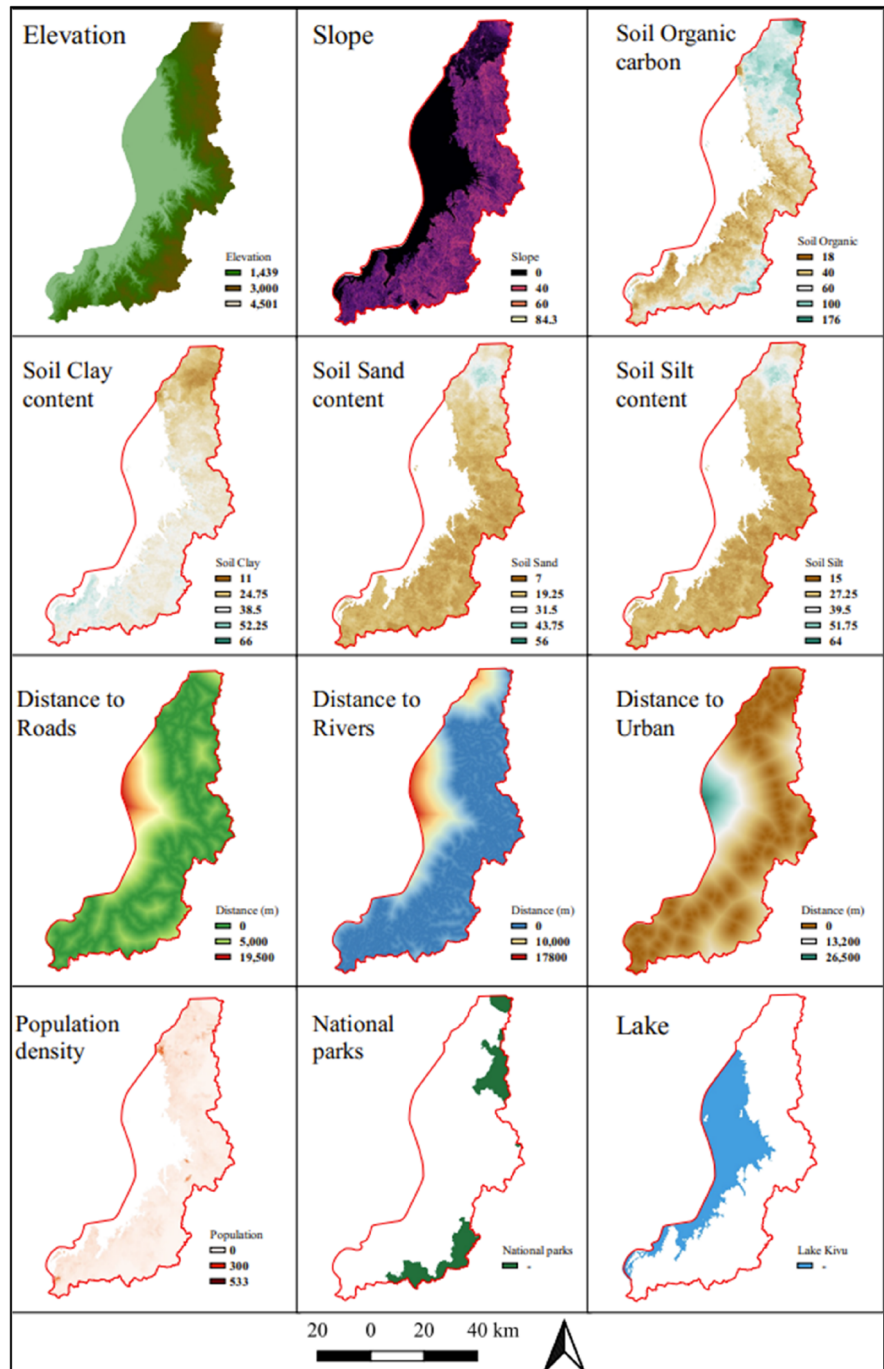 Elevation
Elevation
1,439
3,000
4,501
Slope
Slope
0
40
60
84.3
Soil Organic
carbon
Soil Organic
18
40
60
100
176
Soil Clay
content
Soil Clay
11
24.75
38.5
52.25
66
Soil Sand
content
Soil Sand
7
19.25
31.5
43.75
56
Soil Silt
content
Soil Silt
15
27.25
39.5
51.75
64
Distance to
Roads
Distance (m)
0
5,000
19,500
Distance to
Rivers
Distance (m)
0
10,000
17800
Distance to
Urban
Distance (m)
0
13,200
26,500
Population
density
Population
0
300
533
National
parks
National parks
-
Lake
Lake Kivu
-
20 0 20 40 km